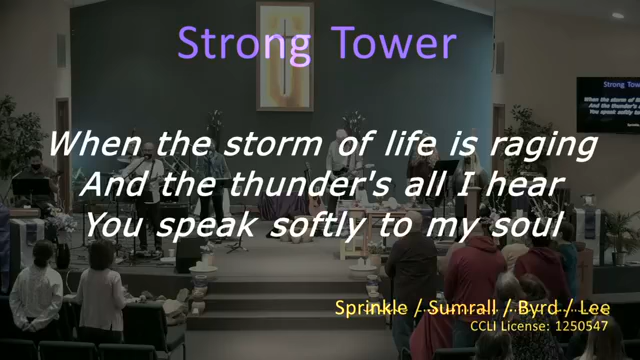 Strong Tower
When the storm of life is raging
And the thunder's all I hear
You speak softly to my soul
Sprinkle / Sumrall / Byrd / Lee
CCLI License: 1250547